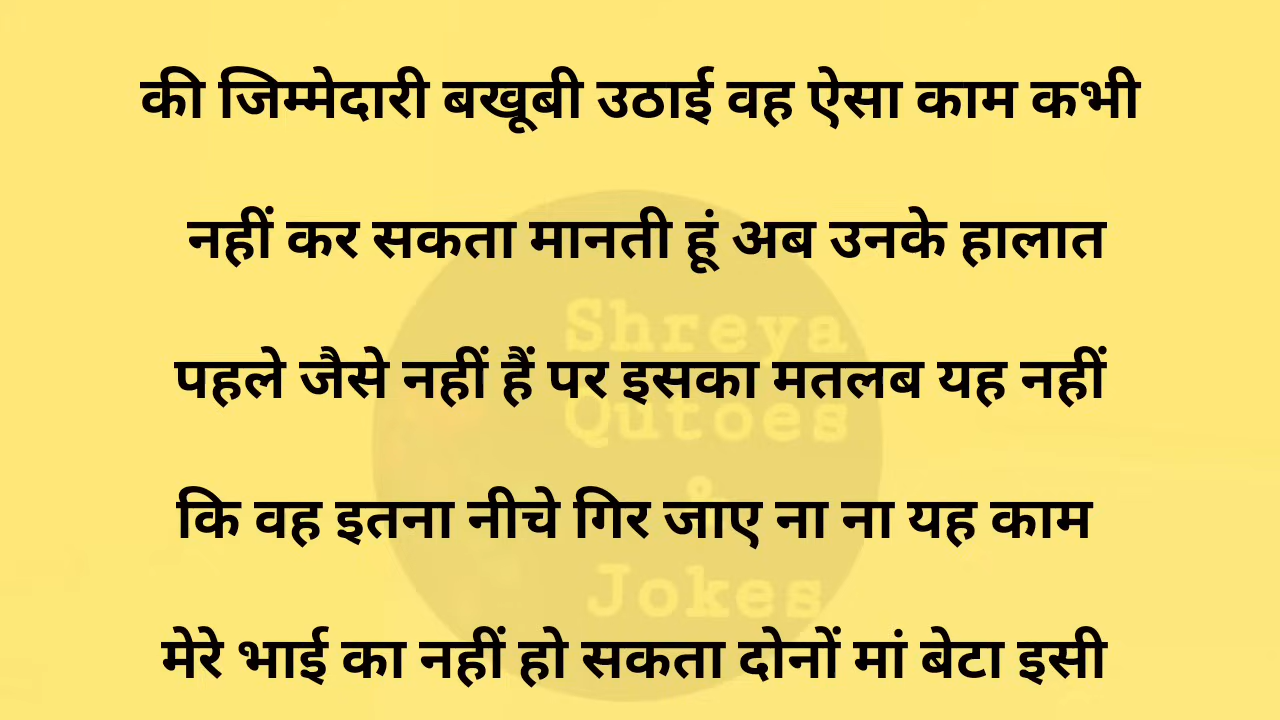 की जिम्मेदारी बखूबी उठाई वह ऐसा काम कभी
नहीं कर सकता मानती हूं अब उनके हालात
Shreya
पहले जैसे नहीं हैं पर इसका मतलब यह नहीं
Qutoes
&
कि वह इतना नीचे गिर जाए ना ना यह काम
Jokes
मेरे भाई का नहीं हो सकता दोनों मां बेटा इसी